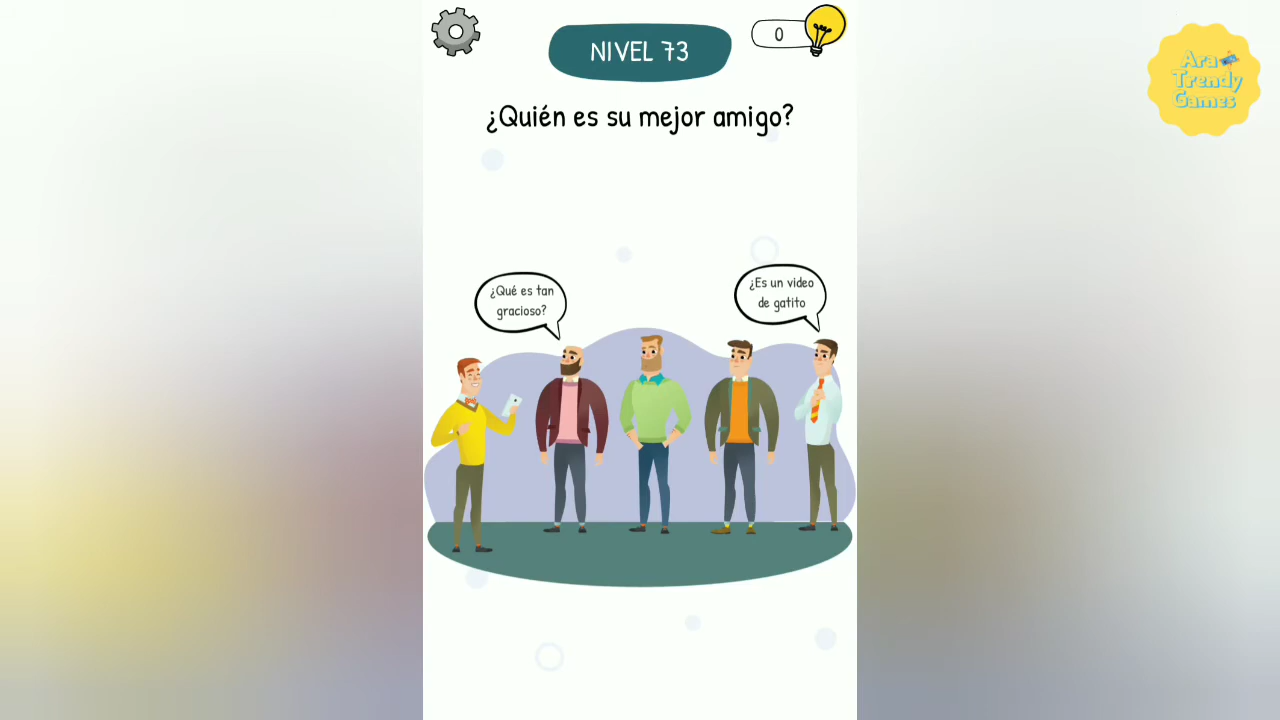 NIVEL 73
0
¿Quién es su mejor amigo?
¿Qué es tan
gracioso?
¿Es un video
de gatito
Ara
Trendy
Games